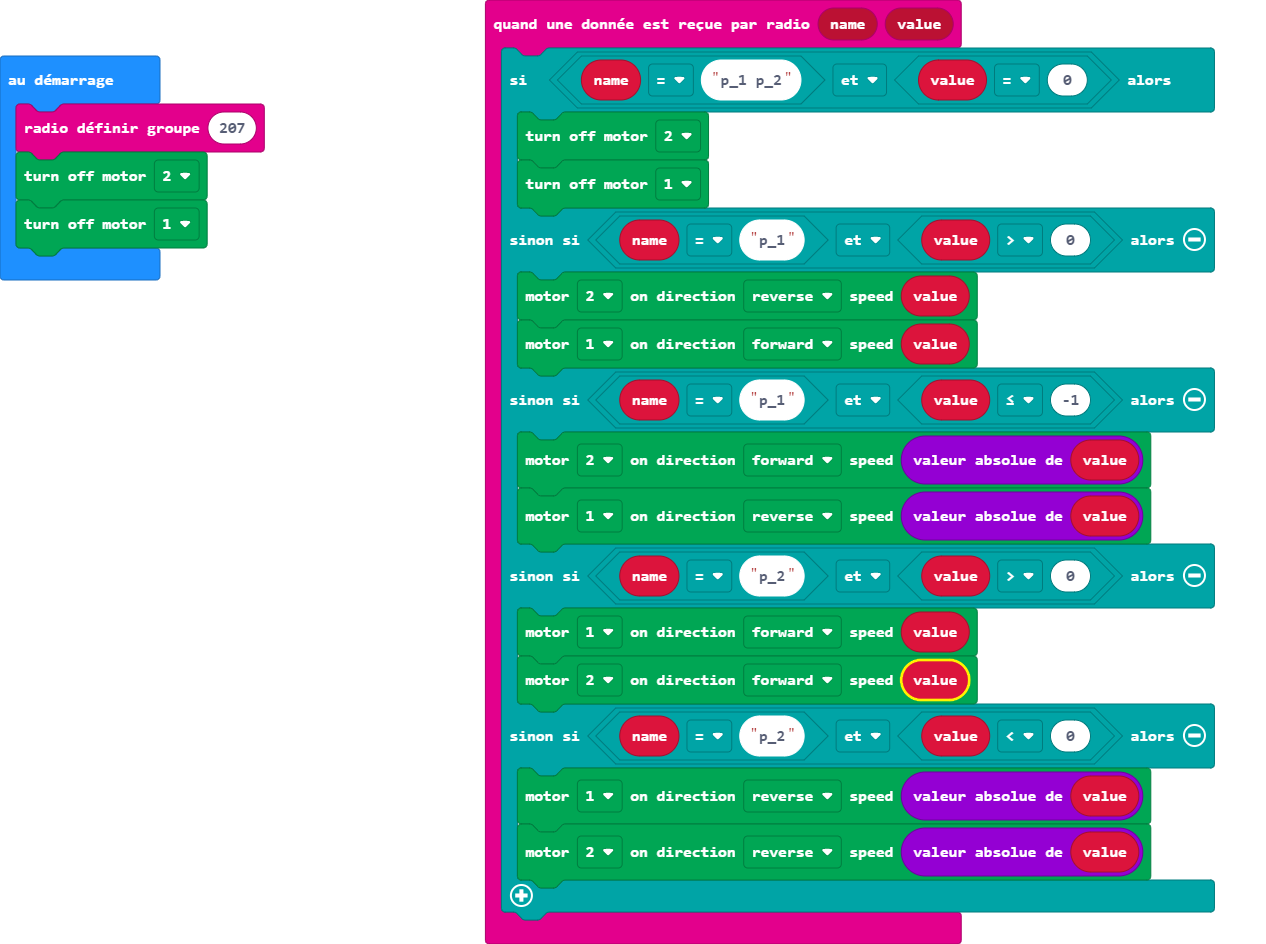 au démarrage
radio définir groupe 207
turn off motor 2
turn off motor 1
quand une donnée est reçue par radio name value
si name = "p_1 p_2" et value = 0 alors
turn off motor 2
turn off motor 1
sinon si name = "p_1" et value > 0 alors
motor 2 on direction reverse speed value
motor 1 on direction forward speed value
sinon si name = "p_1" et value ≤ -1 alors
motor 2 on direction forward speed valeur absolue de value
motor 1 on direction reverse speed valeur absolue de value
sinon si name = "p_2" et value > 0 alors
motor 1 on direction forward speed value
motor 2 on direction forward speed value
sinon si name = "p_2" et value < 0 alors
motor 1 on direction reverse speed valeur absolue de value
motor 2 on direction reverse speed valeur absolue de value